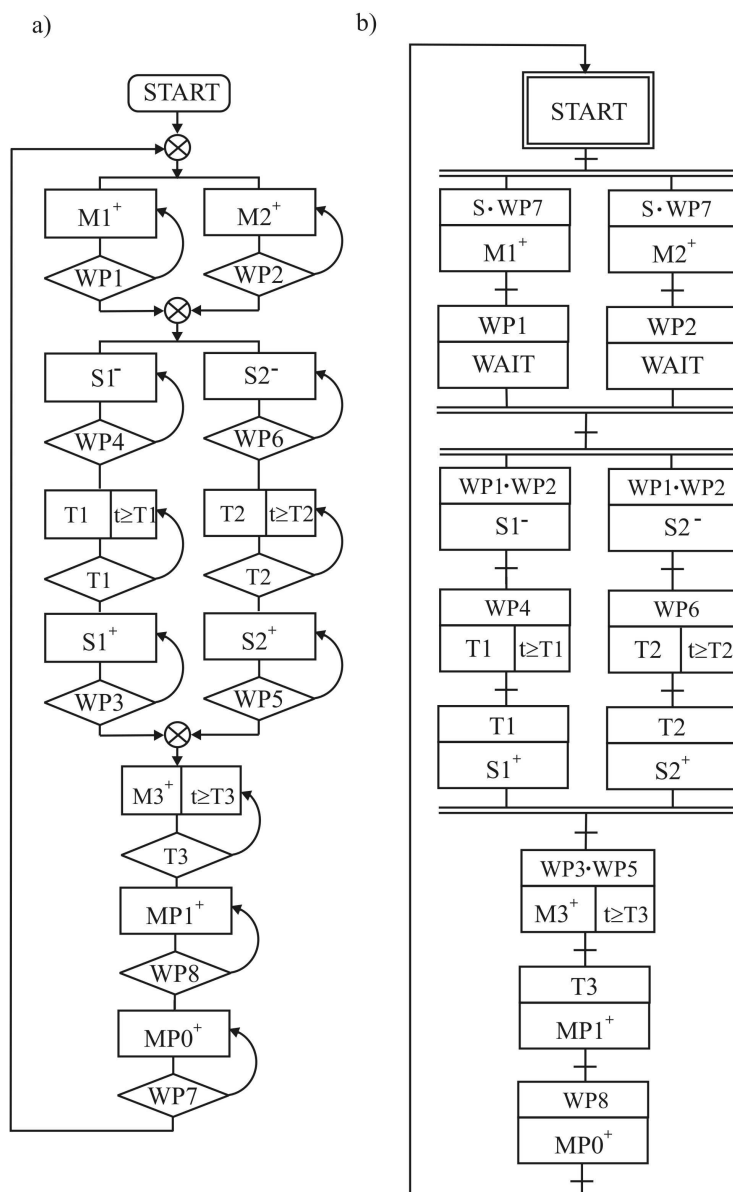 a)
START
M1⁺ M2⁺
WP1 WP2
S1⁻ S2⁻
WP4 WP6
T1 t≥T1 T2 t≥T2
T1 T2
S1⁺ S2⁺
WP3 WP5
M3⁺ t≥T3
T3
MP1⁺
WP8
MP0⁺
WP7
b)
START
S·WP7 S·WP7
M1⁺ M2⁺
WP1 WP2
WAIT WAIT
WP1·WP2 WP1·WP2
S1⁻ S2⁻
WP4 WP6
T1 t≥T1 T2 t≥T2
T1 T2
S1⁺ S2⁺
WP3·WP5
M3⁺ t≥T3
T3
MP1⁺
WP8
MP0⁺